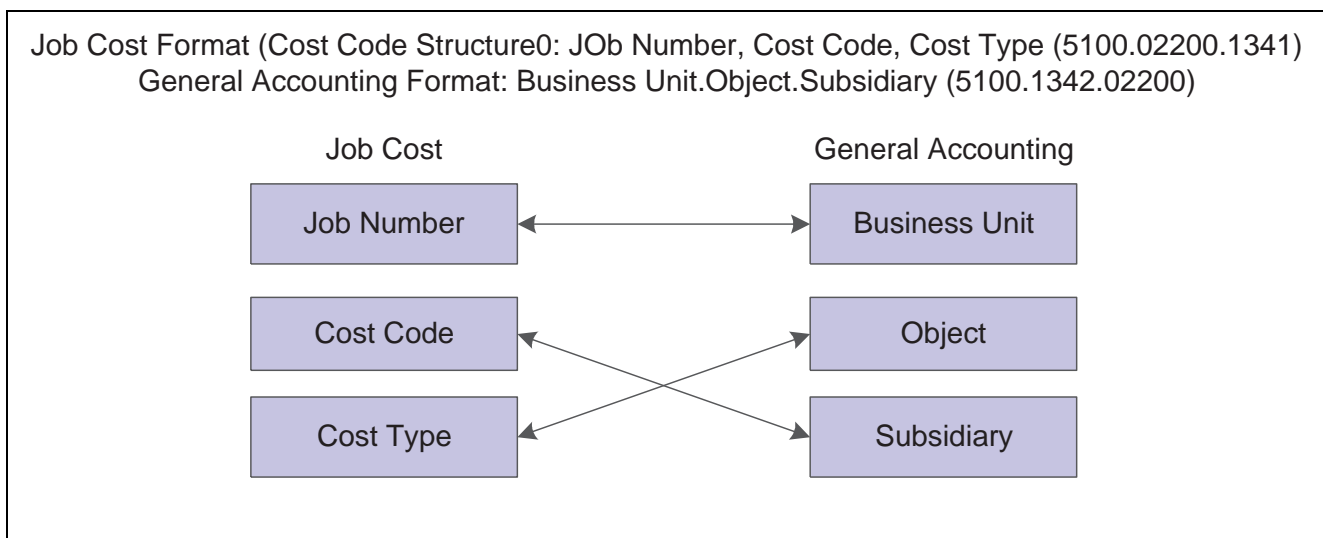 Job Cost Format (Cost Code Structure0: JOb Number, Cost Code, Cost Type (5100.02200.1341)
General Accounting Format: Business Unit.Object.Subsidiary (5100.1342.02200)
Job Cost General Accounting
Job Number Business Unit
Cost Code Object
Cost Type Subsidiary